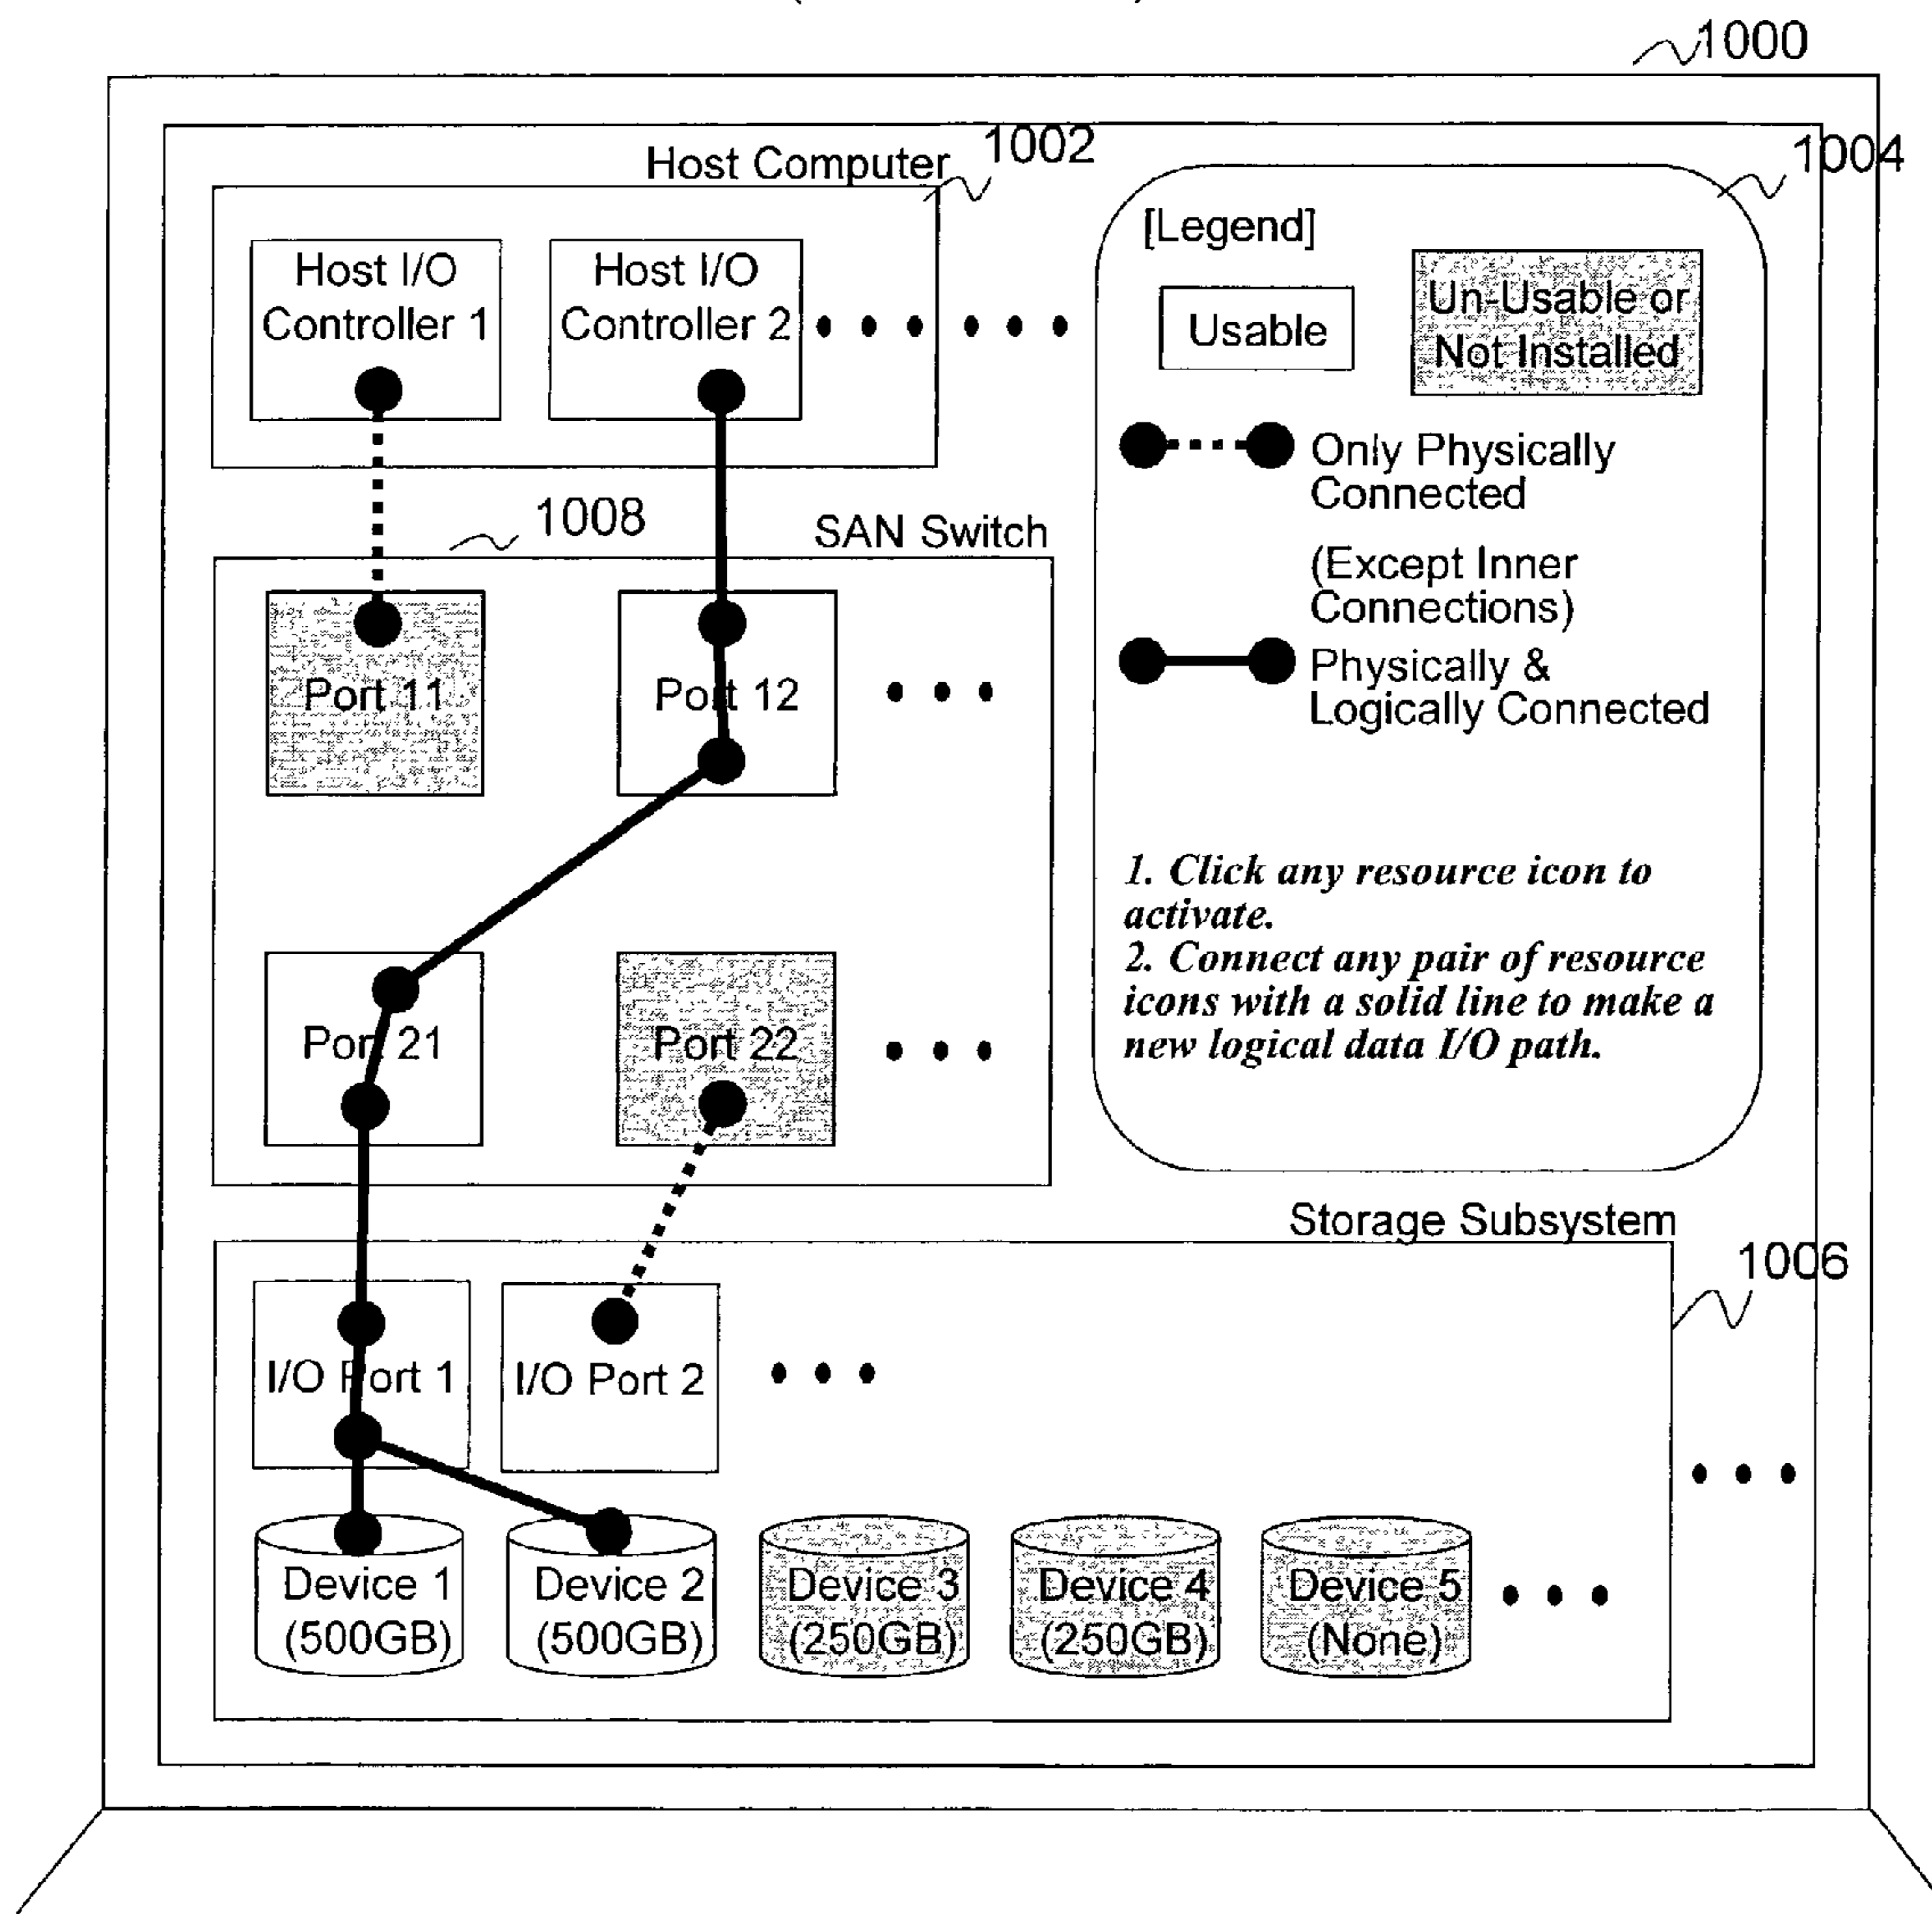 1000
Host Computer
1002
1004
Host I/O
Controller 1
Host I/O
Controller 2
[Legend]
Usable
Un-Usable or
Not Installed
Only Physically
Connected
(Except Inner
Connections)
Physically &
Logically Connected
1. Click any resource icon to
activate.
2. Connect any pair of resource
icons with a solid line to make a
new logical data I/O path.
1008
SAN Switch
Port 11
Port 12
Port 21
Port 22
Storage Subsystem
1006
I/O Port 1
I/O Port 2
Device 1
(500GB)
Device 2
(500GB)
Device 3
(250GB)
Device 4
(250GB)
Device 5
(None)